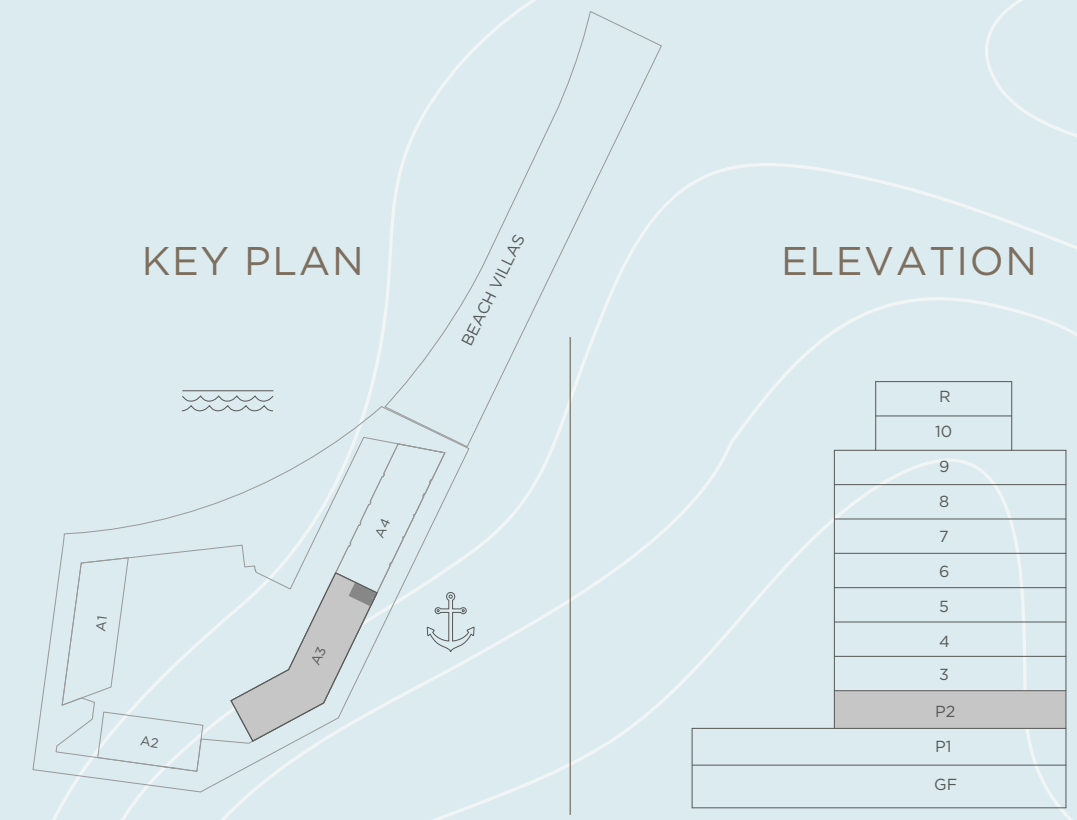 KEY PLAN
BEACH VILLAS
A4
A3
A1
A2
ELEVATION
R
10
9
8
7
6
5
4
3
P2
P1
GF